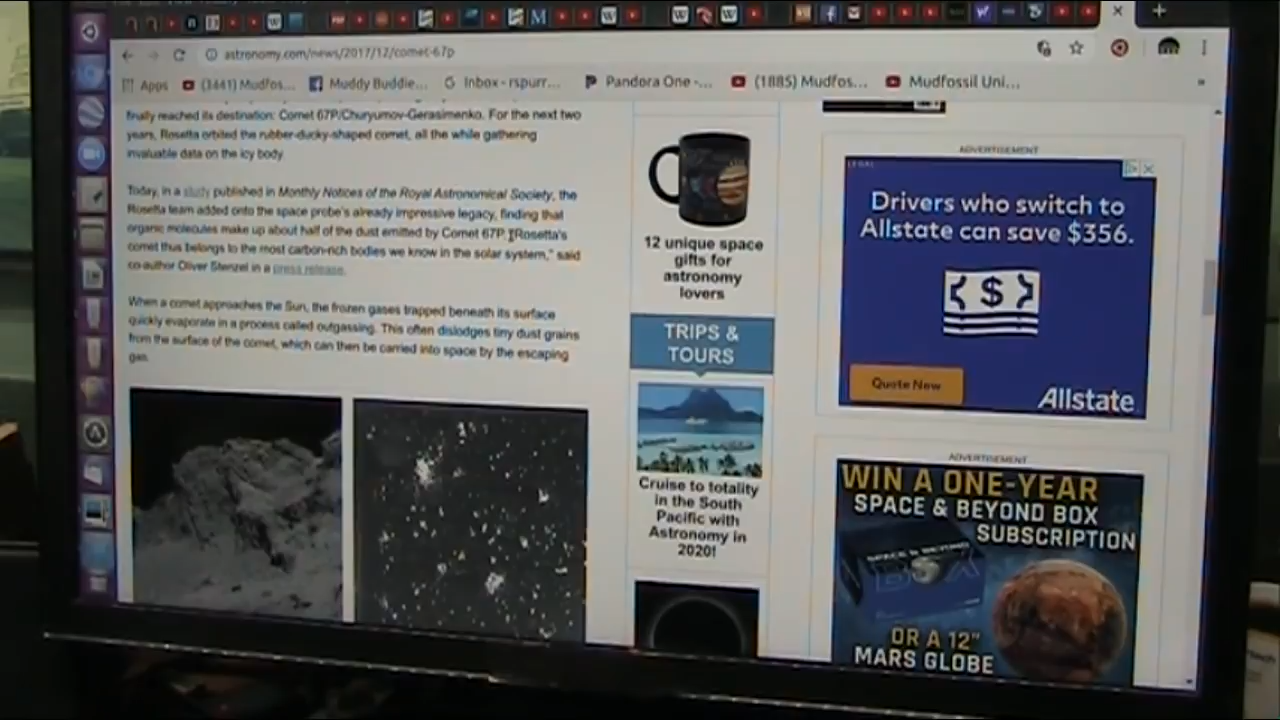 astronomy.com/news/2017/12/comet-67p
Apps
(3441) Mudfos...
Muddy Buddie...
Inbox - rspurr...
Pandora One -...
(1885) Mudfos...
Mudfossil Uni...
»
finally reached its destination: Comet 67P/Churyumov-Gerasimenko. For the next two
years, Rosetta orbited the rubber-ducky-shaped comet, all the while gathering
invaluable data on the icy body.
Today, in a study published in Monthly Notices of the Royal Astronomical Society, the
Rosetta team added onto the space probe's already impressive legacy, finding that
organic molecules make up about half of the dust emitted by Comet 67P. "Rosetta's
comet thus belongs to the most carbon-rich bodies we know in the solar system," said
co-author Oliver Stenzel in a press release.
When a comet approaches the Sun, the frozen gases trapped beneath its surface
quickly evaporate in a process called outgassing. This often dislodges tiny dust grains
from the surface of the comet, which can then be carried into space by the escaping
gas.
12 unique space
gifts for
astronomy
lovers
TRIPS &
TOURS
Cruise to totality
in the South
Pacific with
Astronomy in
2020!
ADVERTISEMENT
LEGAL
Drivers who switch to
Allstate can save $356.
$
Quote Now
Allstate
ADVERTISEMENT
WIN A ONE-YEAR
SPACE & BEYOND BOX
SUBSCRIPTION
SPACE & BEYOND
BOX
OR A 12"
MARS GLOBE